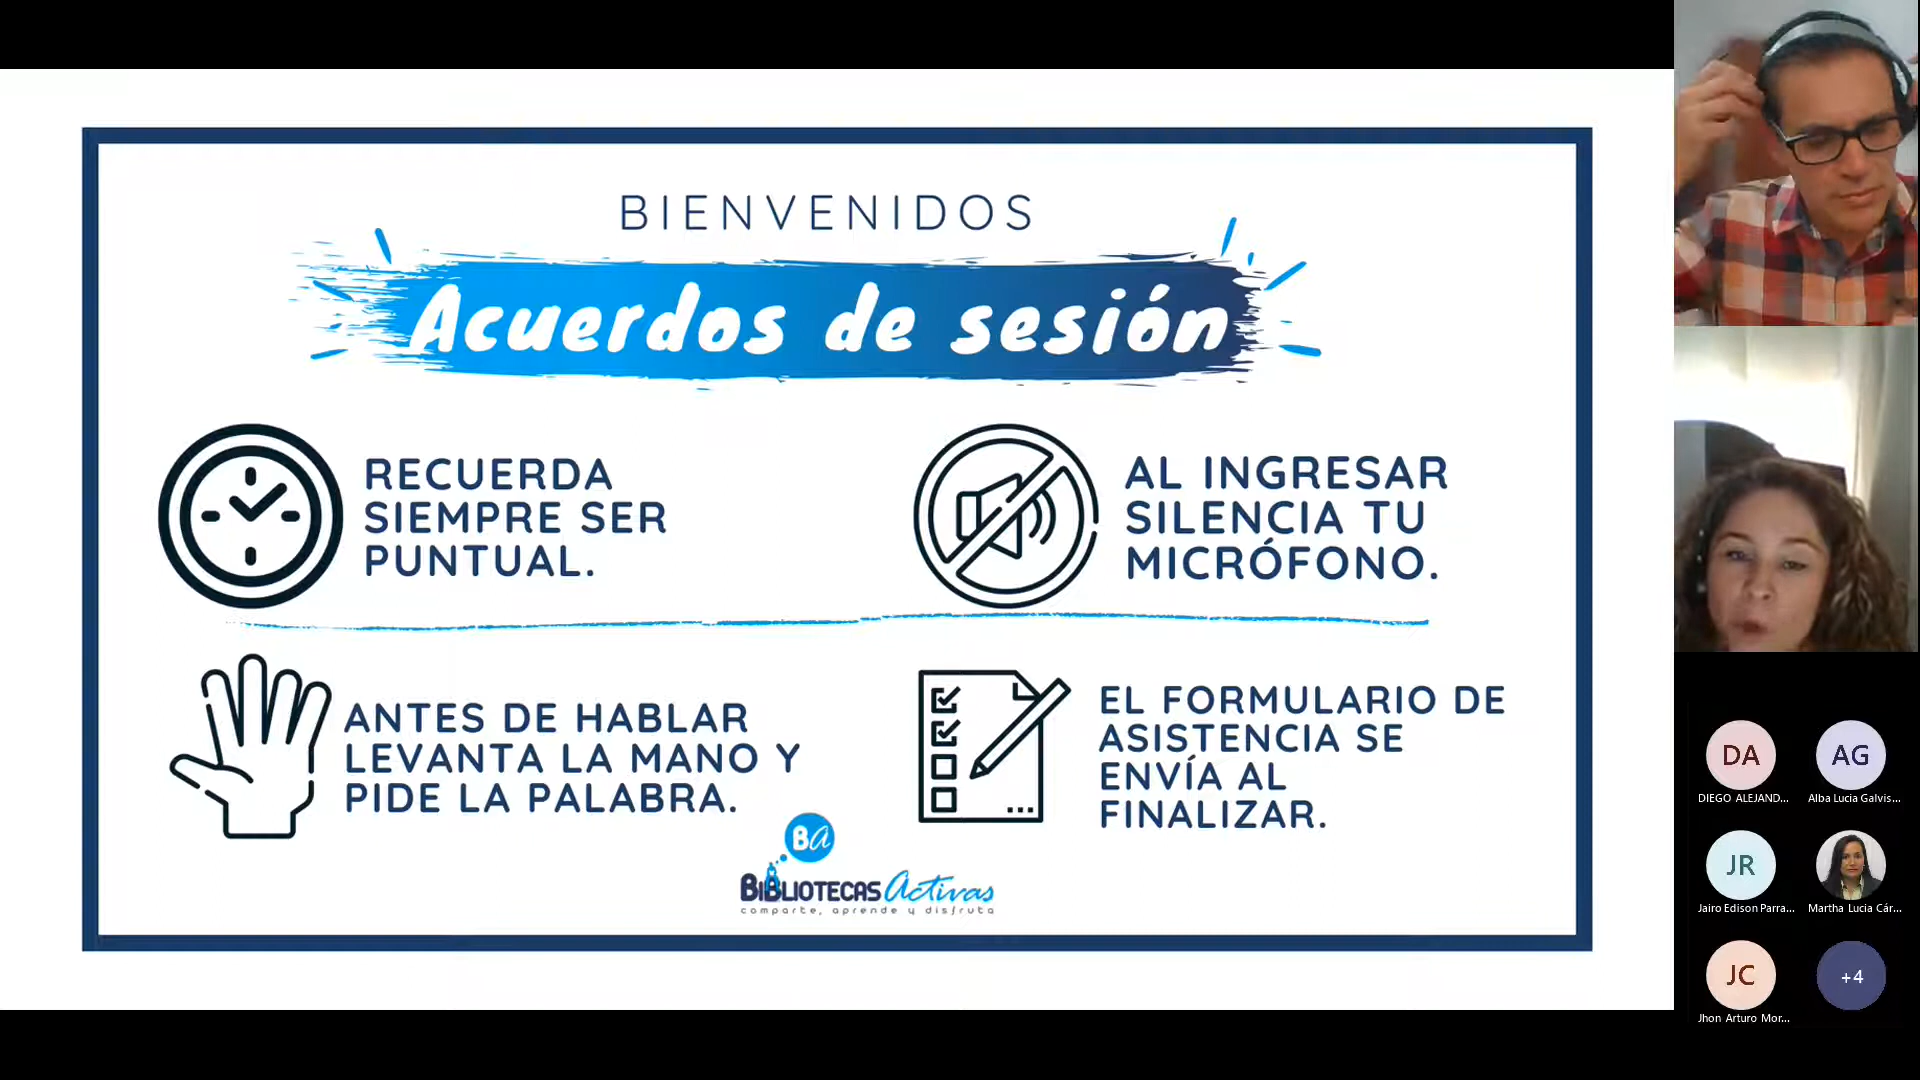 BIENVENIDOS
Acuerdos de sesión
RECUERDA
SIEMPRE SER
PUNTUAL.
AL INGRESAR
SILENCIA TU
MICRÓFONO.
ANTES DE HABLAR
LEVANTA LA MANO Y
PIDE LA PALABRA.
EL FORMULARIO DE
ASISTENCIA SE
ENVÍA AL
FINALIZAR.
BA
BIBLIOTECAS Activas
comparte, aprende y disfruta
DA
AG
DIEGO ALEJAND...
Alba Lucia Galvis...
JR
Jairo Edison Parra...
Martha Lucia Cár...
JC
+4
Jhon Arturo Mor...